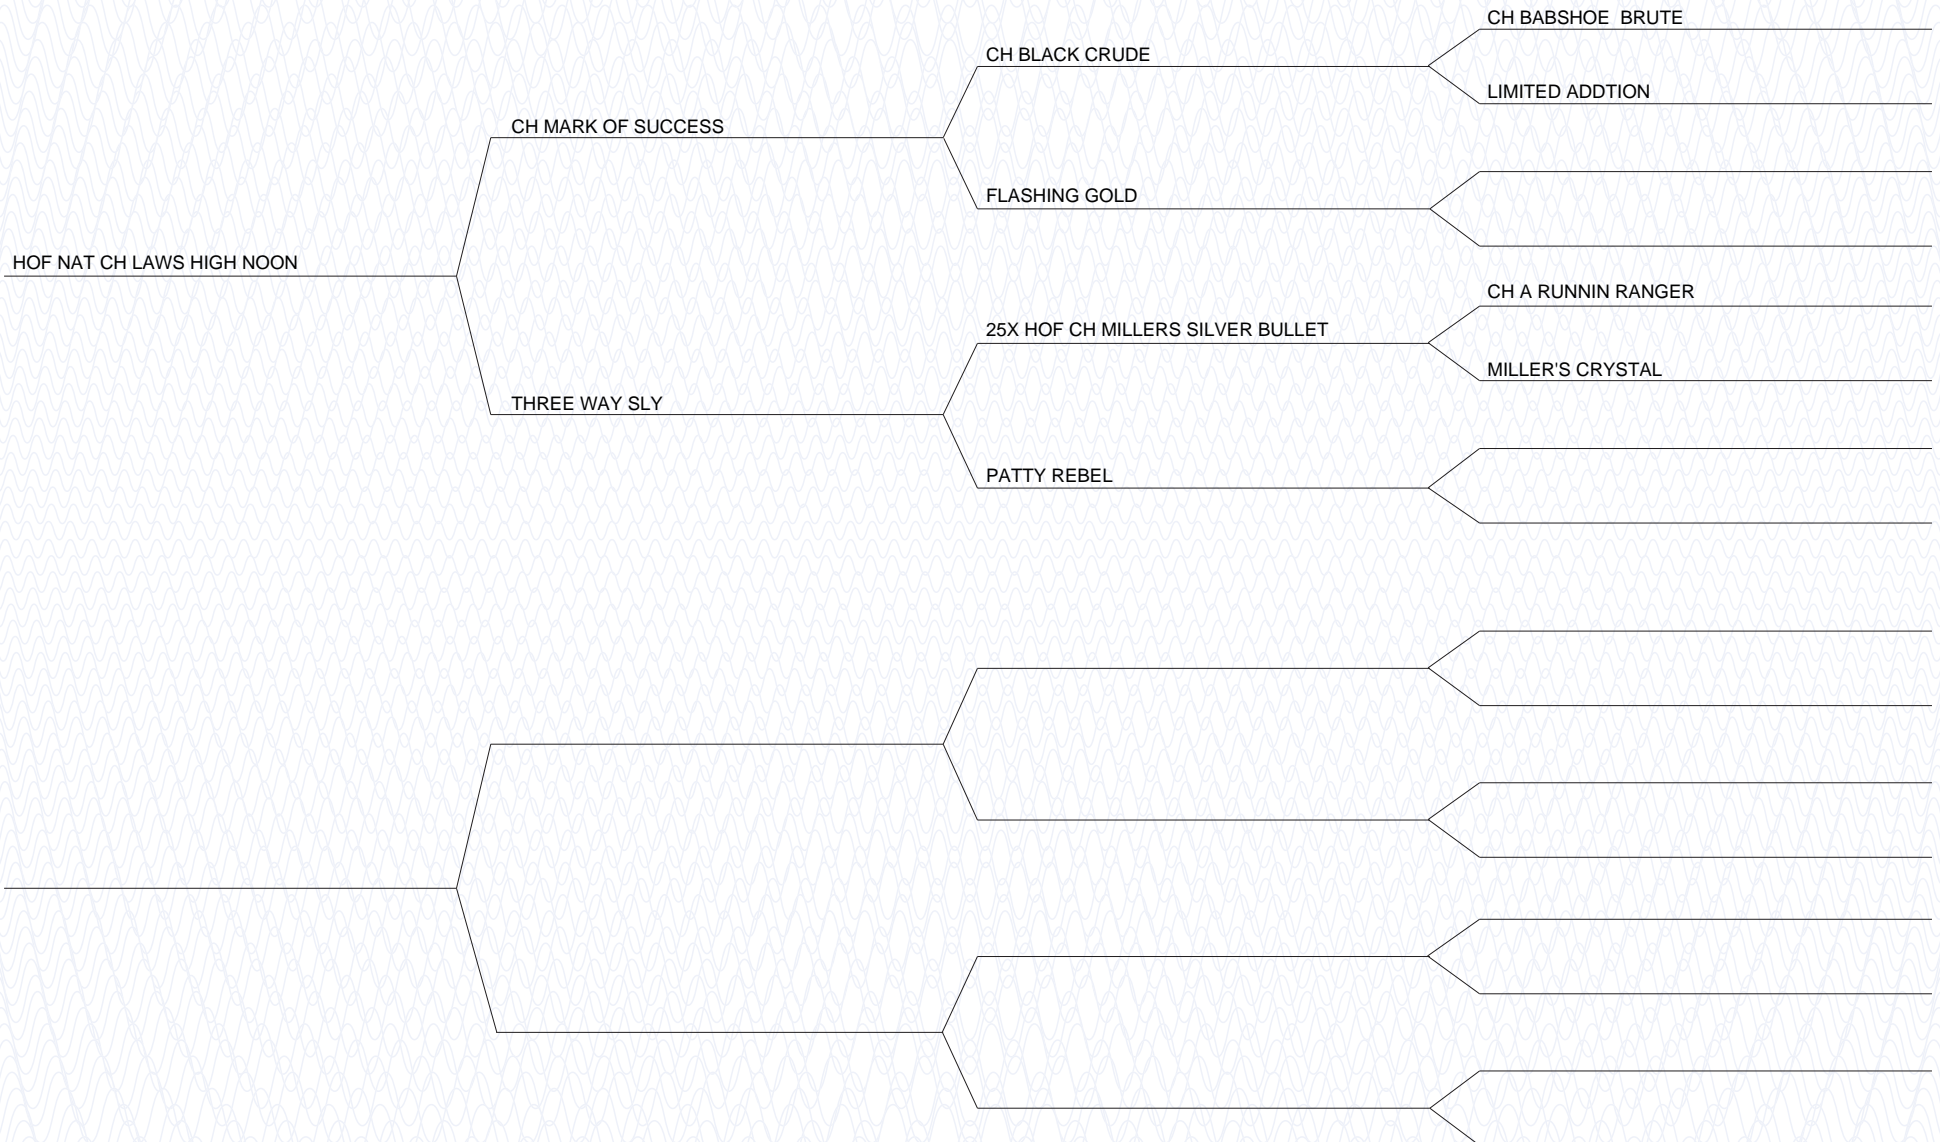 CH BABSHOE  BRUTE
CH BLACK CRUDE
LIMITED ADDTION
CH MARK OF SUCCESS
FLASHING GOLD
HOF NAT CH LAWS HIGH NOON
CH A RUNNIN RANGER
25X HOF CH MILLERS SILVER BULLET
MILLER'S CRYSTAL
THREE WAY SLY
PATTY REBEL